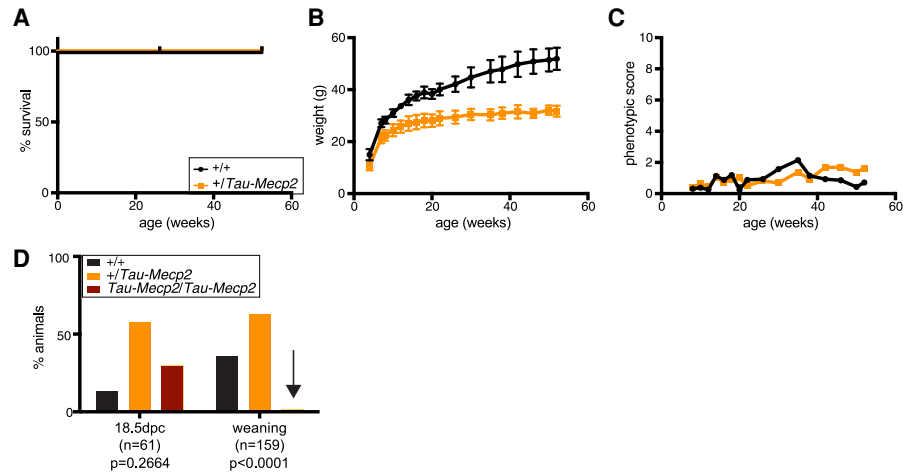 A
% survival
100
50
0
0 20 40 60
age (weeks)
+/+
+/Tau-Mecp2
B
weight (g)
60
40
20
0
0 20 40 60
age (weeks)
C
phenotypic score
10
8
6
4
2
0
0 20 40 60
age (weeks)
D
+/+
+/Tau-Mecp2
Tau-Mecp2/Tau-Mecp2
% animals
100
50
0
18.5dpc
(n=61)
p=0.2664
weaning
(n=159)
p<0.0001